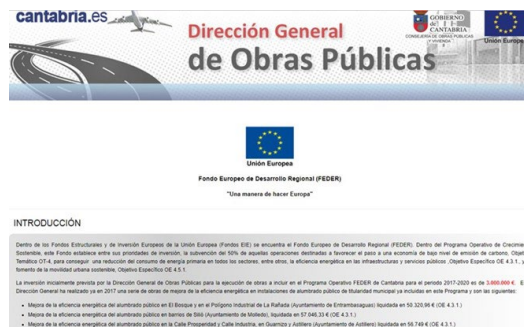 cantabria.es
Dirección General
de Obras Públicas
GOBIERNO
de
CANTABRIA
CONSEJERÍA DE OBRAS PÚBLICAS
Y VIVIENDA
Unión Europea
Unión Europea
Fondo Europeo de Desarrollo Regional (FEDER)
"Una manera de hacer Europa"
INTRODUCCIÓN
Dentro de los Fondos Estructurales y de Inversión Europeos de la Unión Europea (Fondos EIE) se encuentra el Fondo Europeo de Desarrollo Regional (FEDER). Dentro del Programa Operativo de
Sostenible, este Fondo establece entre sus prioridades de inversión, la subvención del 50% de aquellas operaciones destinadas a favorecer el paso a una economía de bajo nivel de emisión de carbono,
Temático OT-4, para conseguir una reducción del consumo de energía primaria en todos los sectores, entre otros, la eficiencia energética en las infraestructuras y servicios públicos ,Objetivo Específico OE 4.3.1., y
fomento de la movilidad urbana sostenible, Objetivo Específico OE 4.5.1
La inversión inicialmente prevista por la Dirección General de Obras Públicas para la ejecución de obras a incluir en el Programa Operativo FEDER de Cantabria para el periodo 2017-2020 es de 3.000.000 €.
Dirección General ha realizado ya en 2017 una serie de obras de mejora de la eficiencia energética en instalaciones de alumbrado público de titularidad municipal ya incluidas en este Programa y son las siguientes:
• Mejora de la eficiencia energética del alumbrado público en El Bosque y en el Polígono Industrial de La Rañada (Ayuntamiento de Entrambasaguas) liquidada en 50.320,96 € (OE 4.3.1.)
• Mejora de la eficiencia energética del alumbrado público en barrios de Silió (Ayuntamiento de Molledo), liquidada en 57.046,33 € (OE 4.3.1.)
• Mejora de la eficiencia energética del alumbrado público en la Calle Prosperidad y Calle Industria, en Guarnizo y Astillero (Ayuntamiento de Astillero) liquidada en 56.749 € (OE 4.3.1.)